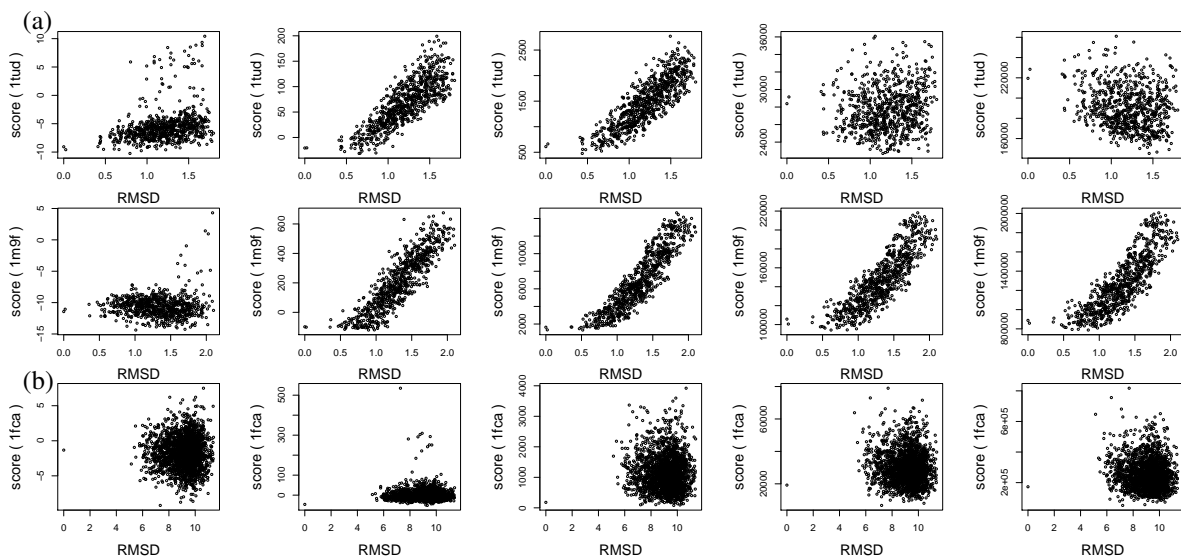 (a)
score ( 1tud )
10
5
0
−5
−10
0.0 0.5 1.0 1.5
RMSD
score ( 1tud )
200
150
100
50
0
0.0 0.5 1.0 1.5
RMSD
score ( 1tud )
2500
1500
500
0.0 0.5 1.0 1.5
RMSD
score ( 1tud )
36000
30000
24000
0.0 0.5 1.0 1.5
RMSD
score ( 1tud )
220000
160000
0.0 0.5 1.0 1.5
RMSD
score ( 1m9f )
5
0
−5
−10
−15
0.0 0.5 1.0 1.5 2.0
RMSD
score ( 1m9f )
600
400
200
0
0.0 0.5 1.0 1.5 2.0
RMSD
score ( 1m9f )
10000
6000
2000
0.0 0.5 1.0 1.5 2.0
RMSD
score ( 1m9f )
220000
160000
100000
0.0 0.5 1.0 1.5 2.0
RMSD
score ( 1m9f )
2000000
1400000
800000
0.0 0.5 1.0 1.5 2.0
RMSD
(b)
score ( 1fca )
5
0
−5
0 2 4 6 8 10
RMSD
score ( 1fca )
500
300
100
0
0 2 4 6 8 10
RMSD
score ( 1fca )
4000
3000
2000
1000
0
0 2 4 6 8 10
RMSD
score ( 1fca )
60000
20000
0 2 4 6 8 10
RMSD
score ( 1fca )
6e+05
2e+05
0 2 4 6 8 10
RMSD